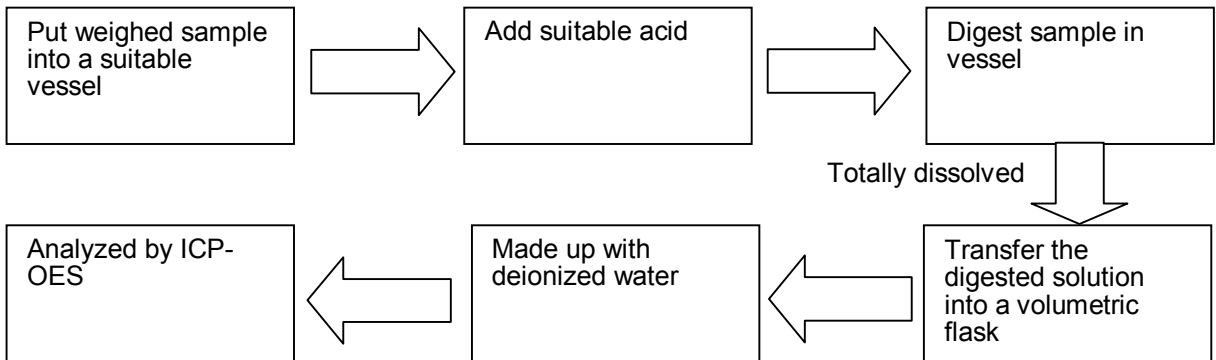 Put weighed sample
into a suitable
vessel
Add suitable acid
Digest sample in
vessel
Totally dissolved
Transfer the
digested solution
into a volumetric
flask
Made up with
deionized water
Analyzed by ICP-
OES